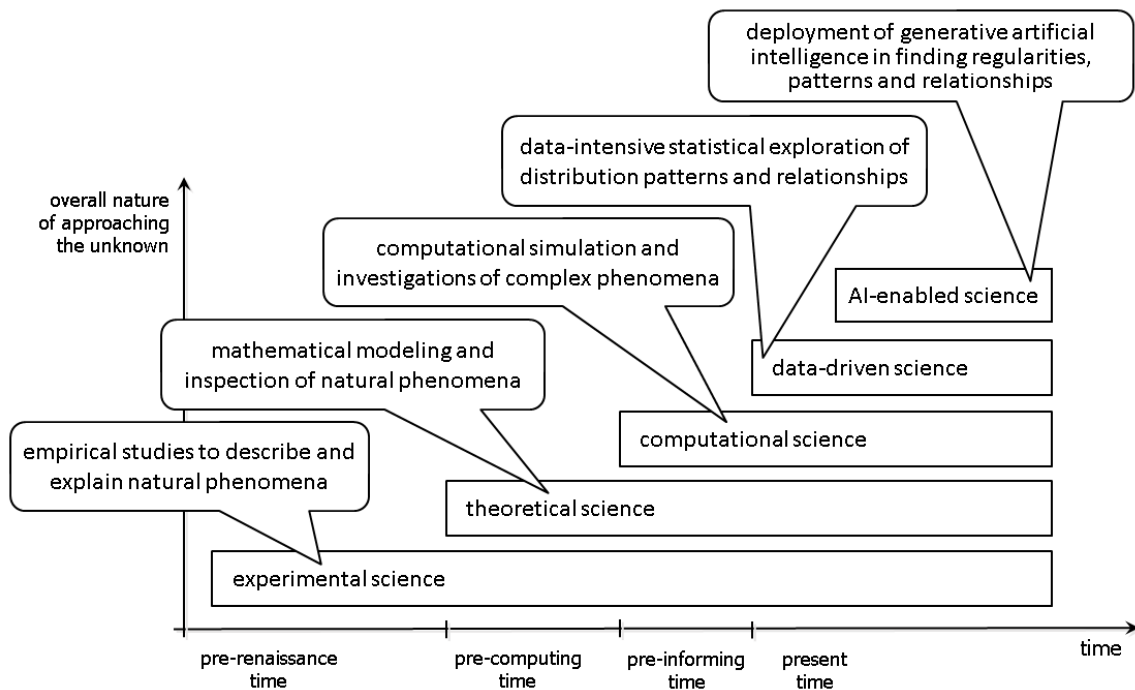 deployment of generative artificial
intelligence in finding regularities,
patterns and relationships
data-intensive statistical exploration of
distribution patterns and relationships
overall nature
of approaching
the unknown
computational simulation and
investigations of complex phenomena
AI-enabled science
mathematical modeling and
inspection of natural phenomena
data-driven science
empirical studies to describe and
explain natural phenomena
computational science
theoretical science
experimental science
time
pre-renaissance
time
pre-computing
time
pre-informing
time
present
time